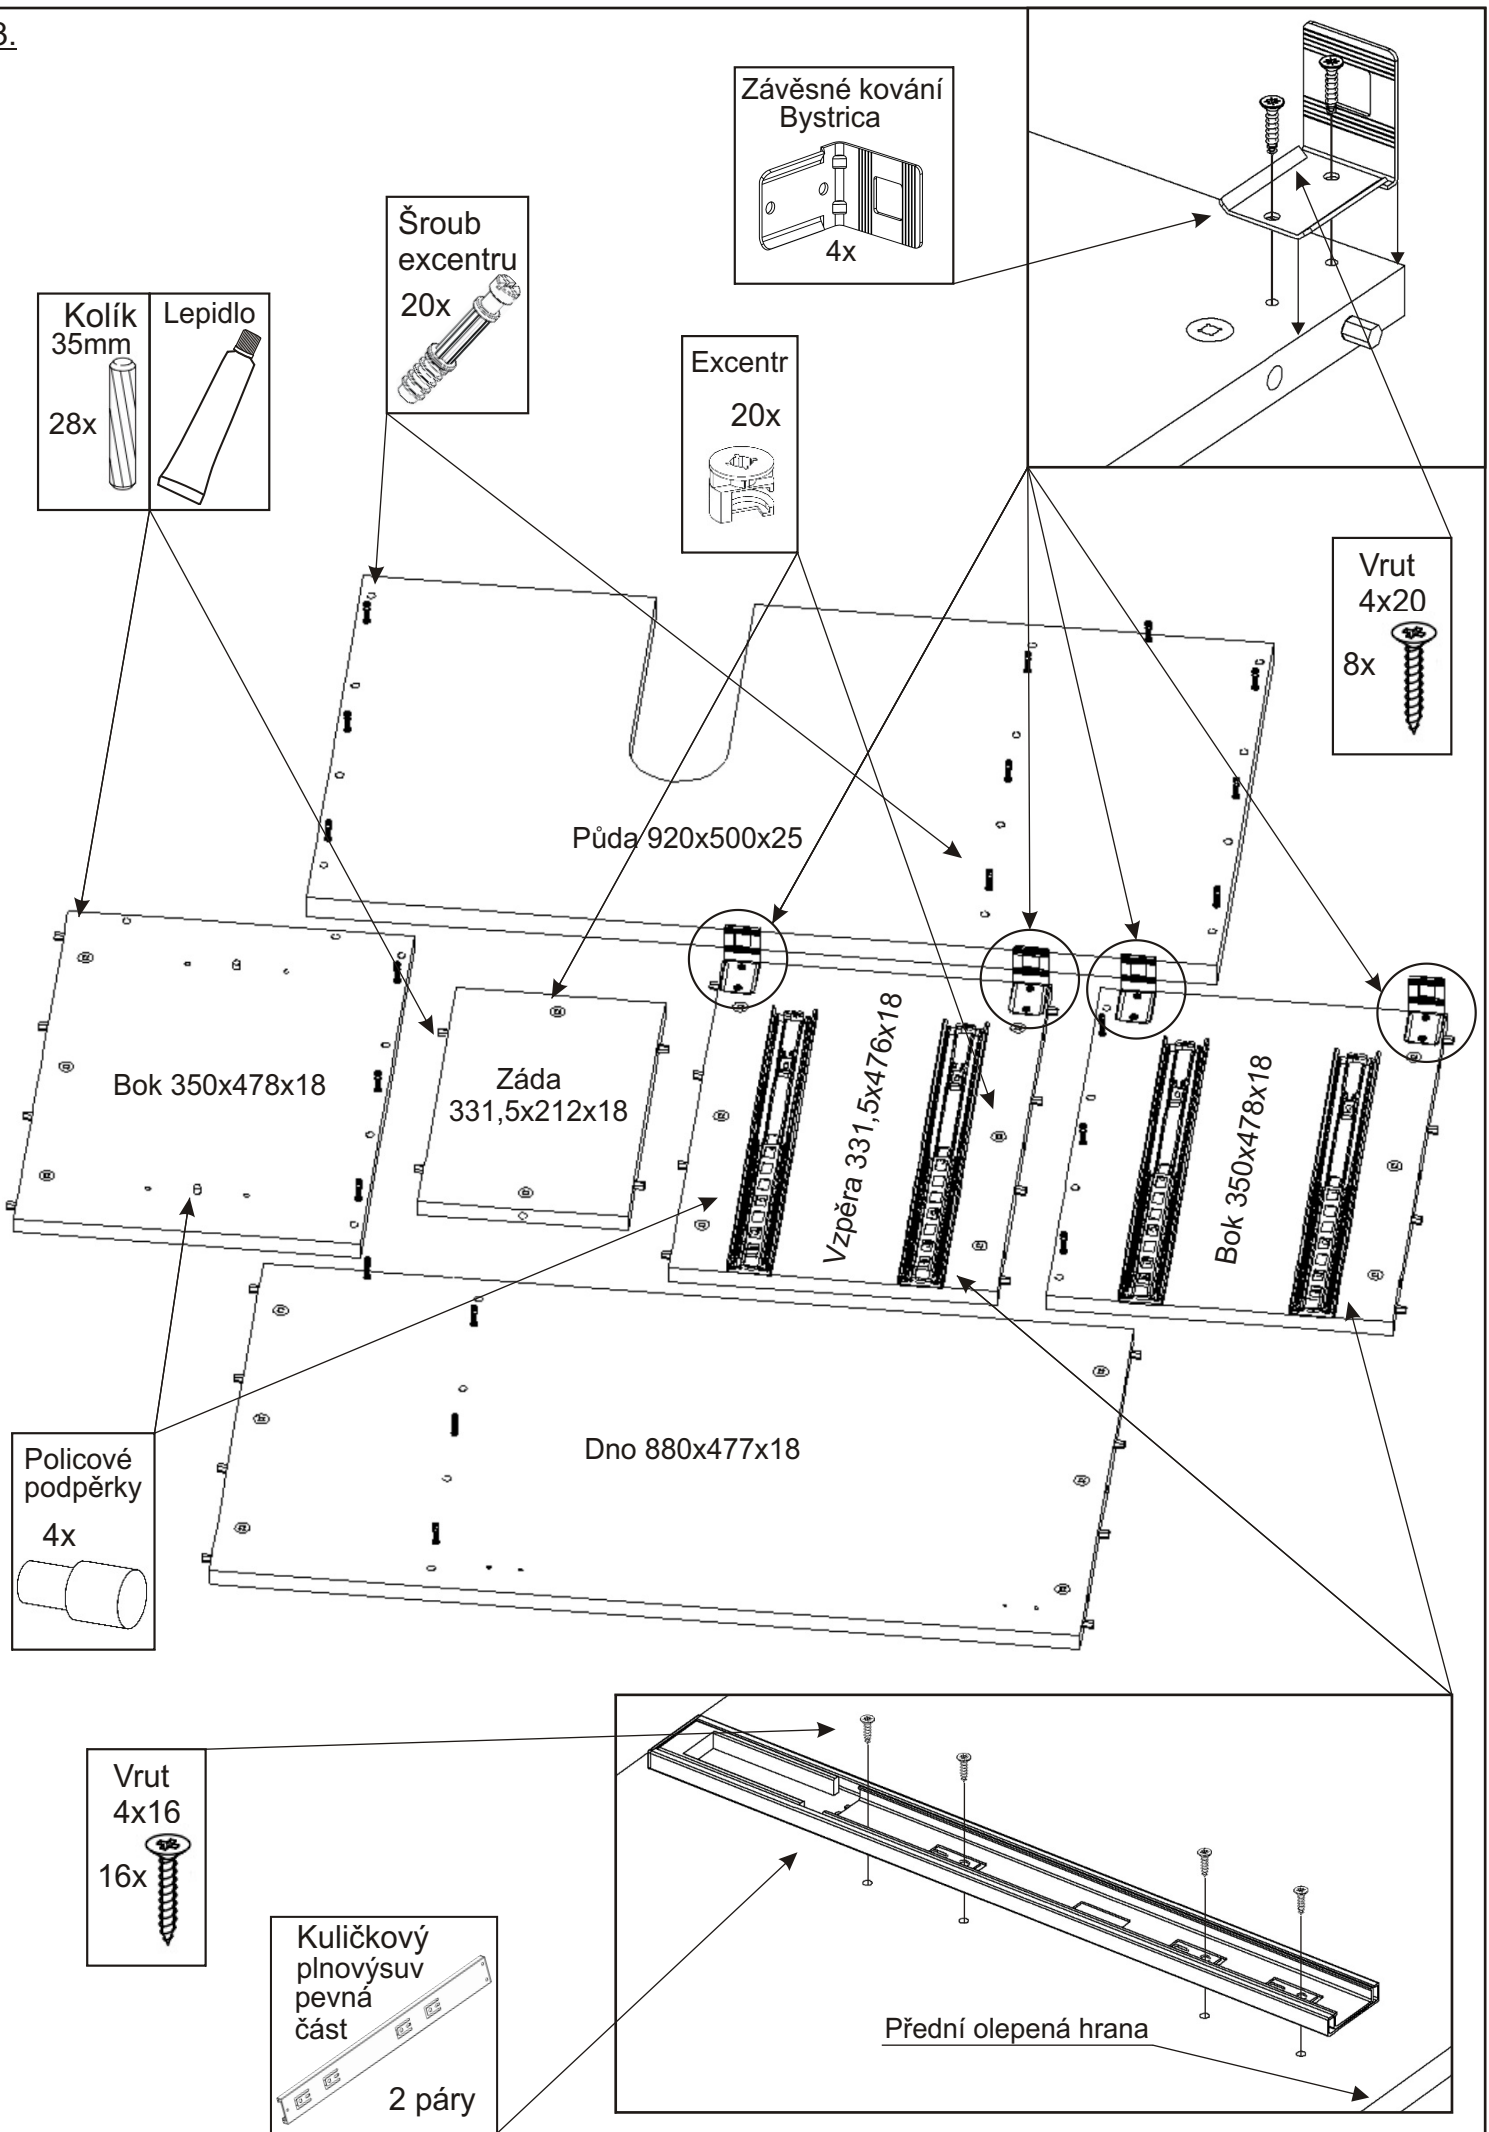 3.
Závěsné kování
Bystrica
4x
Šroub
excentru
20x
Kolík
35mm
28x
Lepidlo
Excentr
20x
Vrut
4x20
8x
Půda 920x500x25
Bok 350x478x18
Záda
331,5x212x18
Vzpěra 331,5x476x18
Bok 350x478x18
Dno 880x477x18
Policové
podpěrky
4x
Vrut
4x16
16x
Kuličkový
plnovýsuv
pevná
část
2 páry
Přední olepená hrana